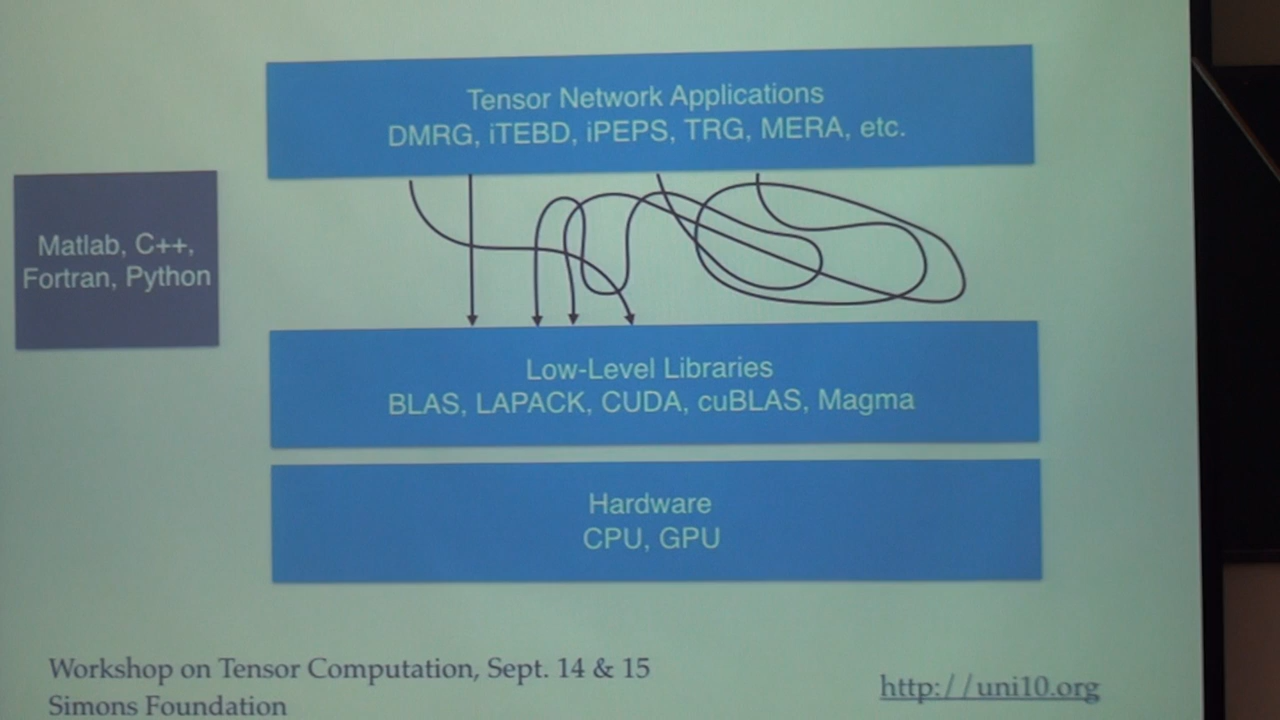 Tensor Network Applications
DMRG, iTEBD, iPEPS, TRG, MERA, etc.
Matlab, C++,
Fortran, Python
Low-Level Libraries
BLAS, LAPACK, CUDA, cuBLAS, Magma
Hardware
CPU, GPU
Workshop on Tensor Computation, Sept. 14 & 15
Simons Foundation
http://uni10.org